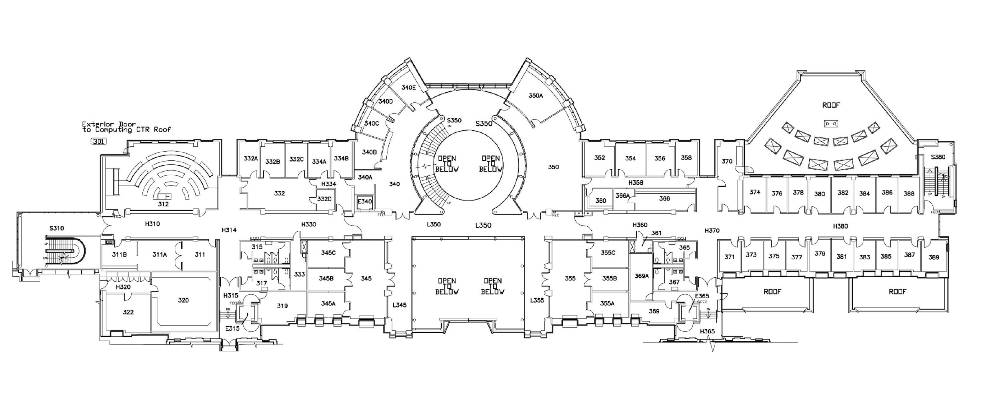 340E
350A
340D
ROOF
Exterior Door
to Computing CTR Roof
301
340C
S350
S350
DN
340B
332A
332B
332C
334A
334B
OPEN
TO
BELOW
OPEN
TO
BELOW
350
352
354
356
358
370
S380
312
332
H334
332D
340A
340
E340
UP
H358
360
366A
366
374
376
378
380
382
384
386
388
UP
DN
FEC
FEC
FEC
FEC
S310
H310
H314
H330
L350
L350
H360
361
H370
H380
UP
DN
311B
311A
311
315
345C
355C
365
371
373
375
377
379
381
383
385
387
389
317
333
345B
345
355
355B
369A
367
H320
320
322
H315
FEC
DN
319
345A
L345
OPEN
TO
BELOW
OPEN
TO
BELOW
L355
355A
369
E365
FEC
DN
ROOF
ROOF
E315
H365